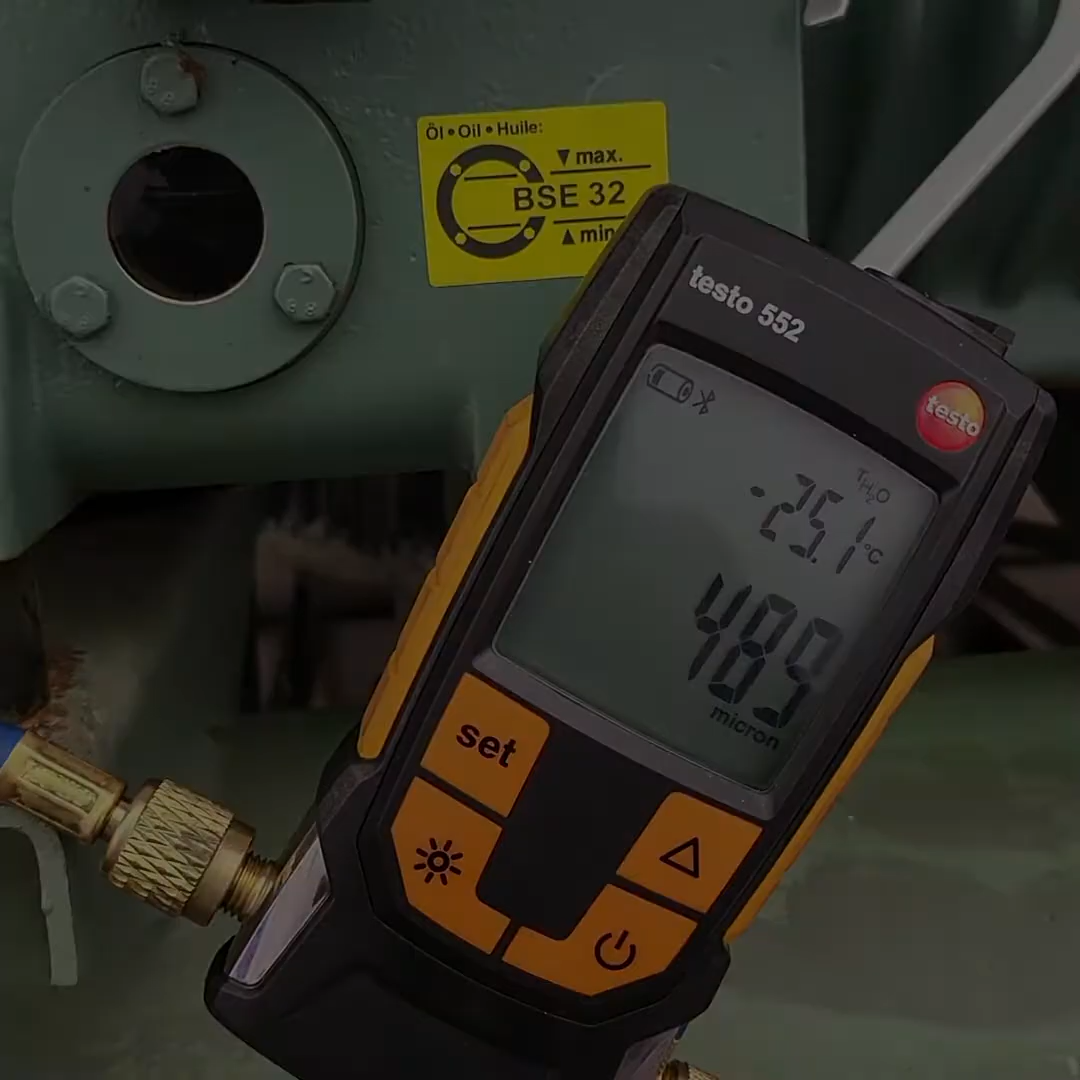 Öl • Oil • Huile:
▼ max.
BSE 32
▲ min
testo 552
testo
TH₂O
-25.1 °C
489
micron
set